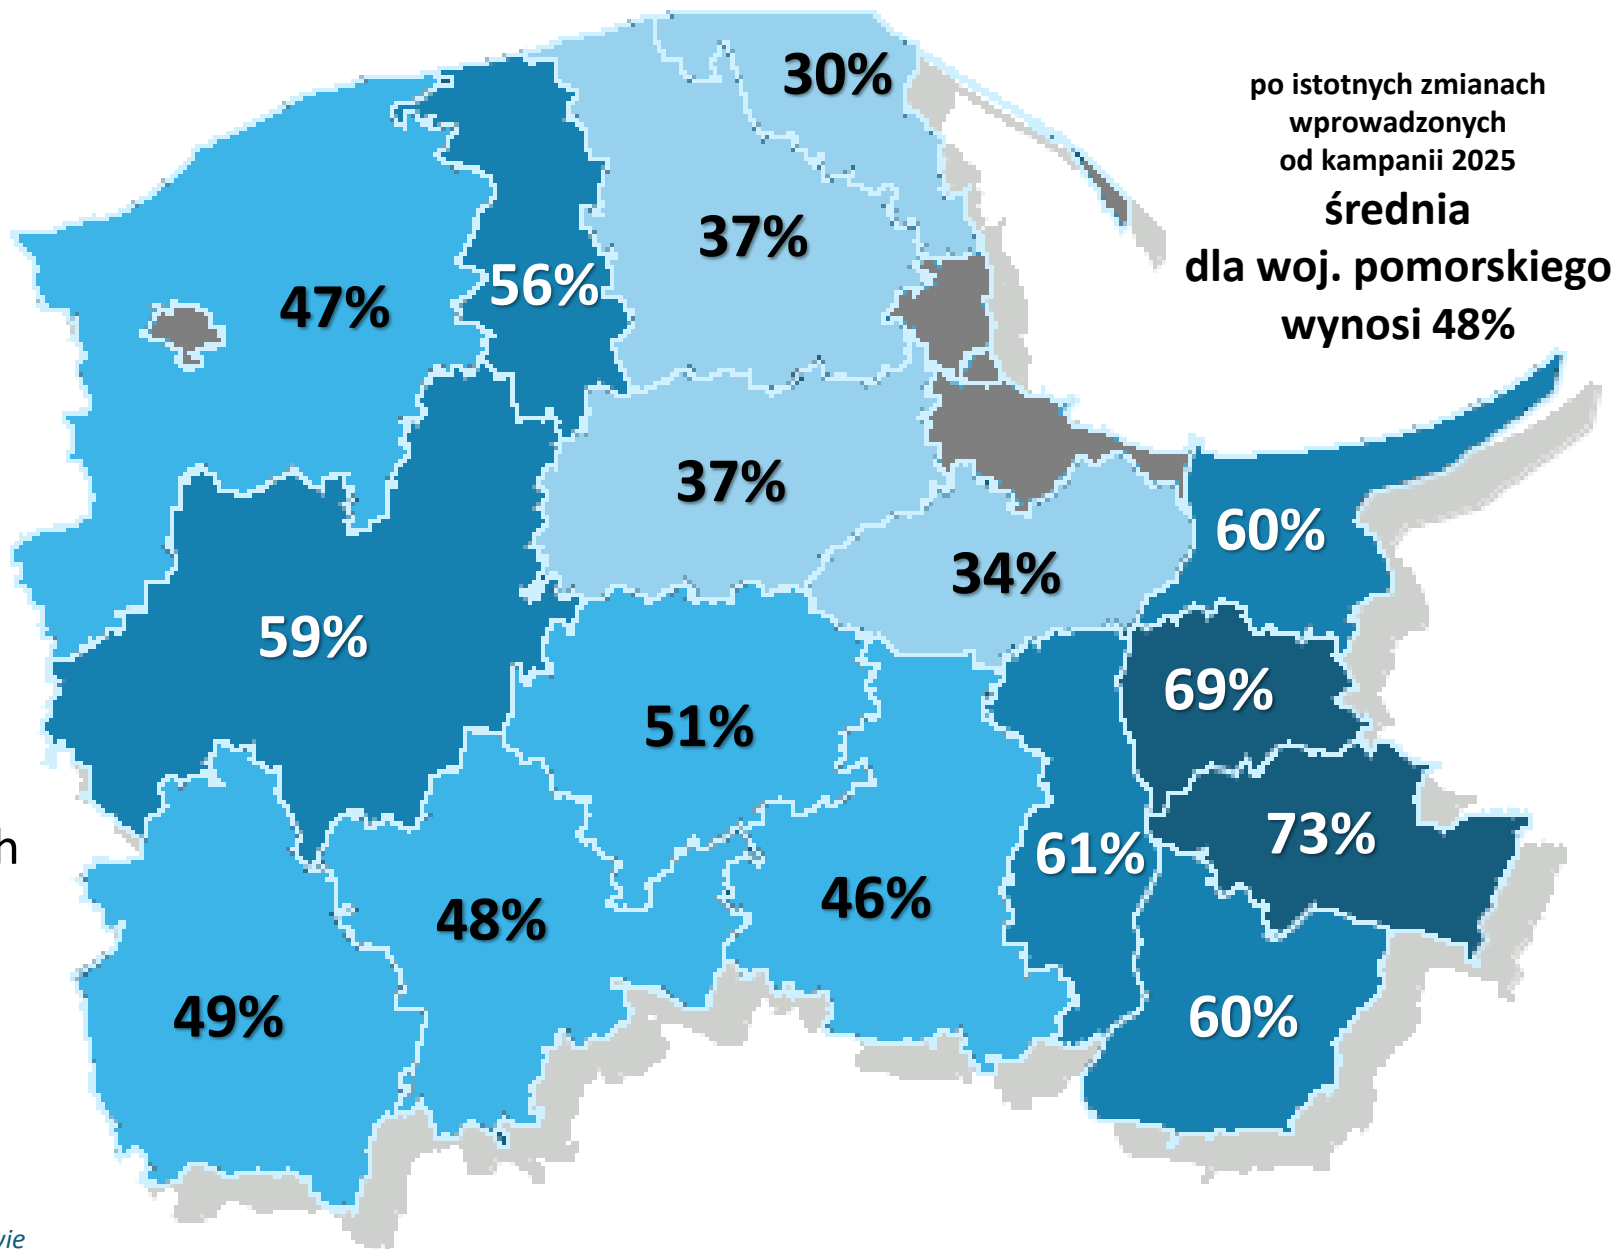 30%
po istotnych zmianach
wprowadzonych
od kampanii 2025
średnia
dla woj. pomorskiego
wynosi 48%
37%
56%
47%
37%
60%
34%
59%
69%
51%
73%
61%
h
46%
48%
49%
60%
wie